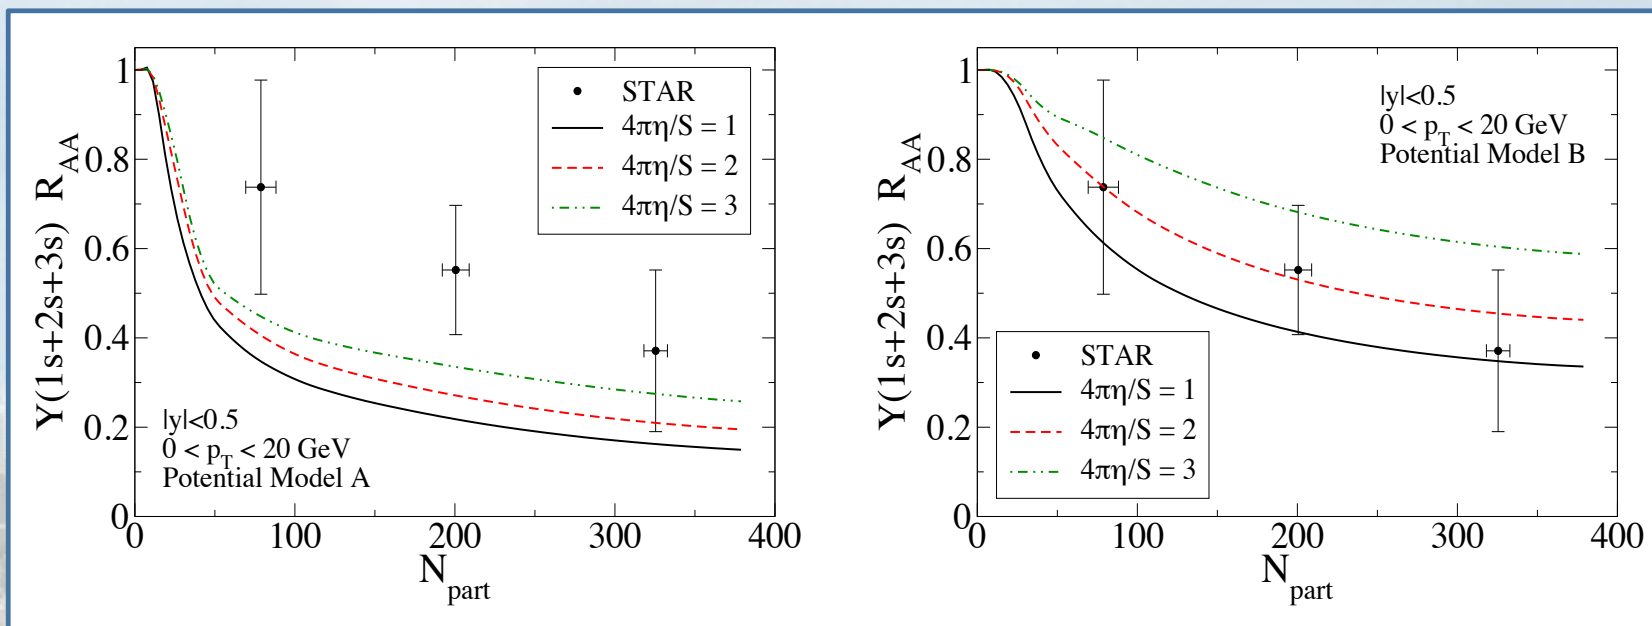 Υ(1s+2s+3s) R_AA
1
0.8
0.6
0.4
0.2
0
0 100 200 300 400
N_part
STAR
4πη/S = 1
4πη/S = 2
4πη/S = 3
|y|<0.5
0 < p_T < 20 GeV
Potential Model A
Υ(1s+2s+3s) R_AA
1
0.8
0.6
0.4
0.2
0
0 100 200 300 400
N_part
|y|<0.5
0 < p_T < 20 GeV
Potential Model B
STAR
4πη/S = 1
4πη/S = 2
4πη/S = 3